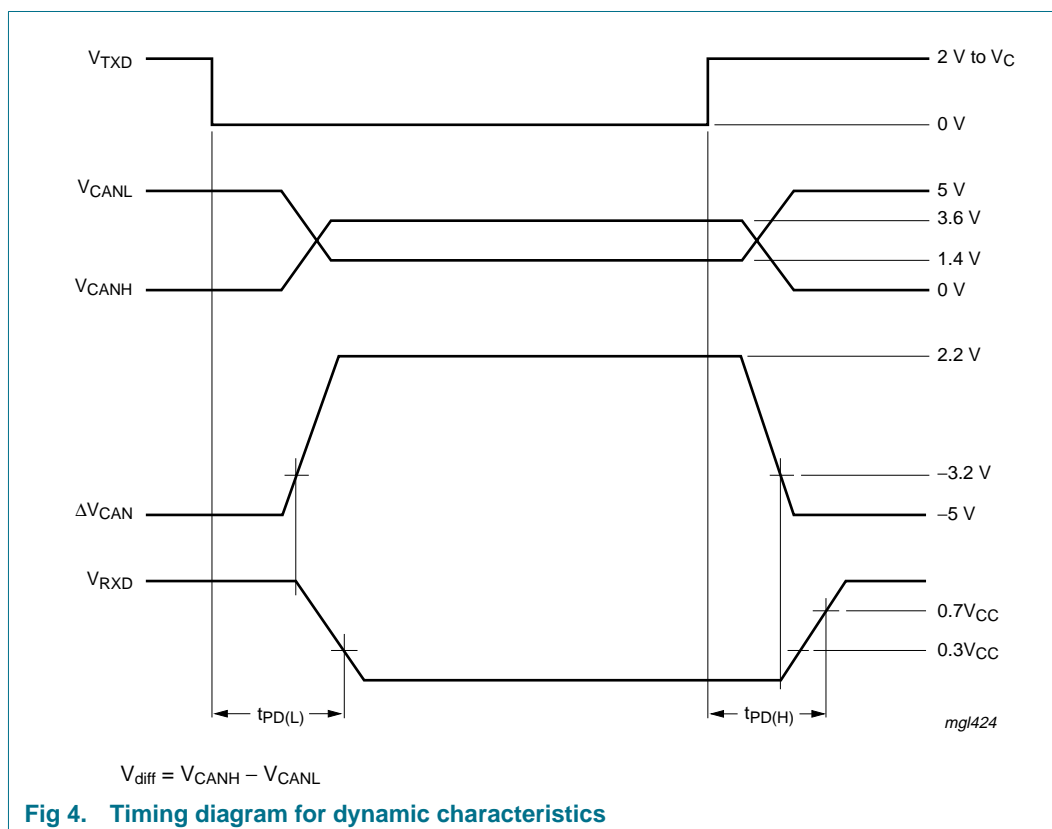 VTXD
2 V to VC
0 V
VCANL
5 V
3.6 V
1.4 V
VCANH
0 V
2.2 V
−3.2 V
ΔVCAN
−5 V
VRXD
0.7VCC
0.3VCC
tPD(L)
tPD(H)
mgl424
Vdiff = VCANH − VCANL
Fig 4. Timing diagram for dynamic characteristics